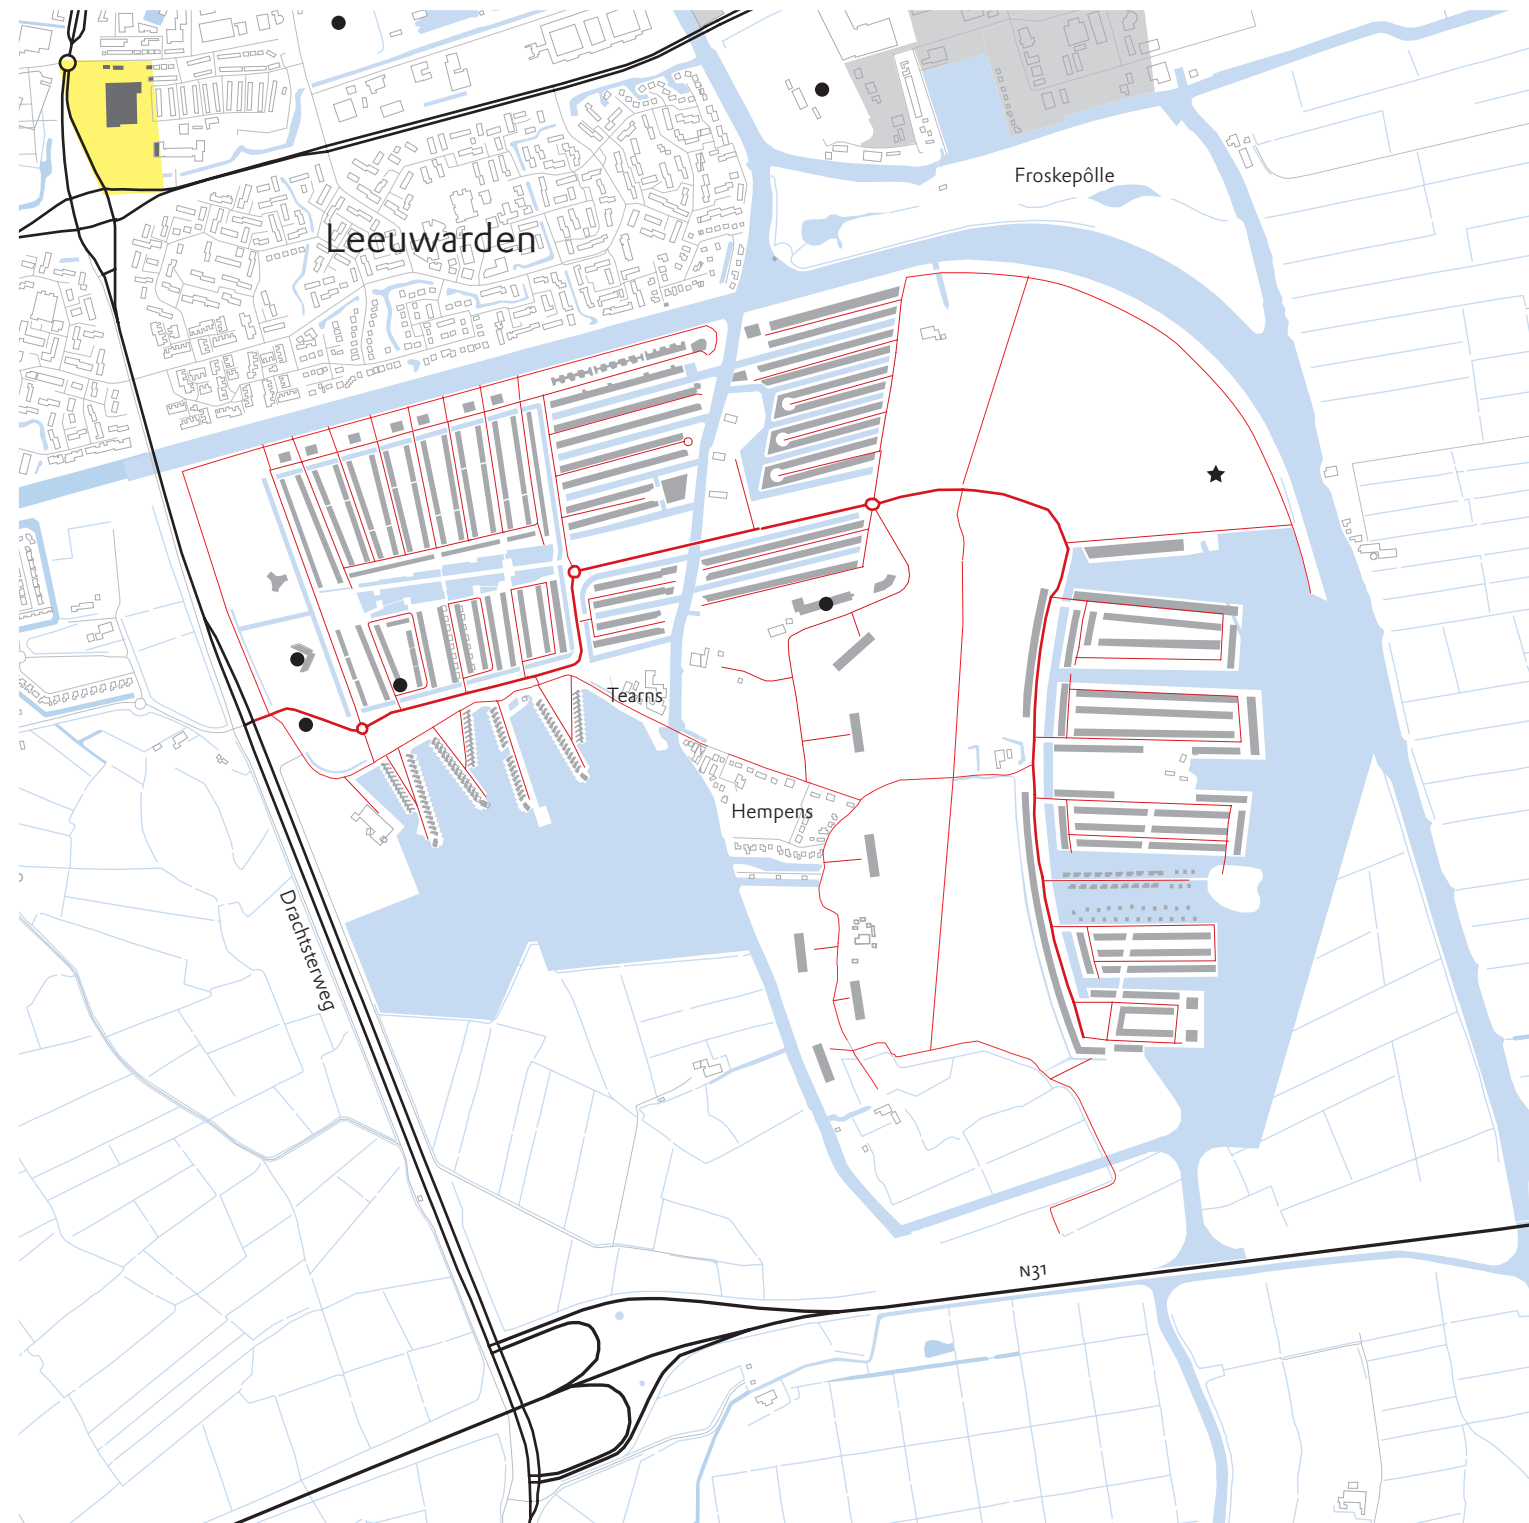 Froskepôlle
Leeuwarden
Tearns
Hempens
Drachtsterweg
N31